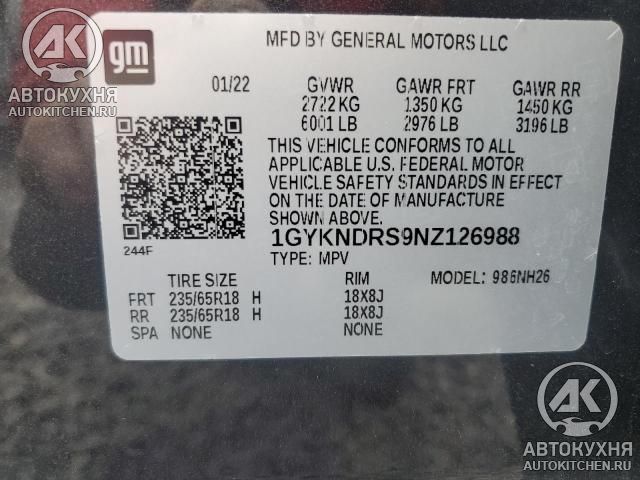 gm
MFD BY GENERAL MOTORS LLC
01/22 GVWR GAWR FRT GAWR RR
2722 KG 1350 KG 1450 KG
6001 LB 2976 LB 3196 LB
THIS VEHICLE CONFORMS TO ALL
APPLICABLE U.S. FEDERAL MOTOR
VEHICLE SAFETY STANDARDS IN EFFECT
ON THE DATE OF MANUFACTURE
SHOWN ABOVE.
244F 1GYKNDRS9NZ126988
TYPE: MPV
TIRE SIZE RIM MODEL: 986NH26
FRT 235/65R18 H 18X8J
RR 235/65R18 H 18X8J
SPA NONE NONE
АК
АВТОКУХНЯ
AUTOKITCHEN.RU
АК
АВТОКУХНЯ
AUTOKITCHEN.RU